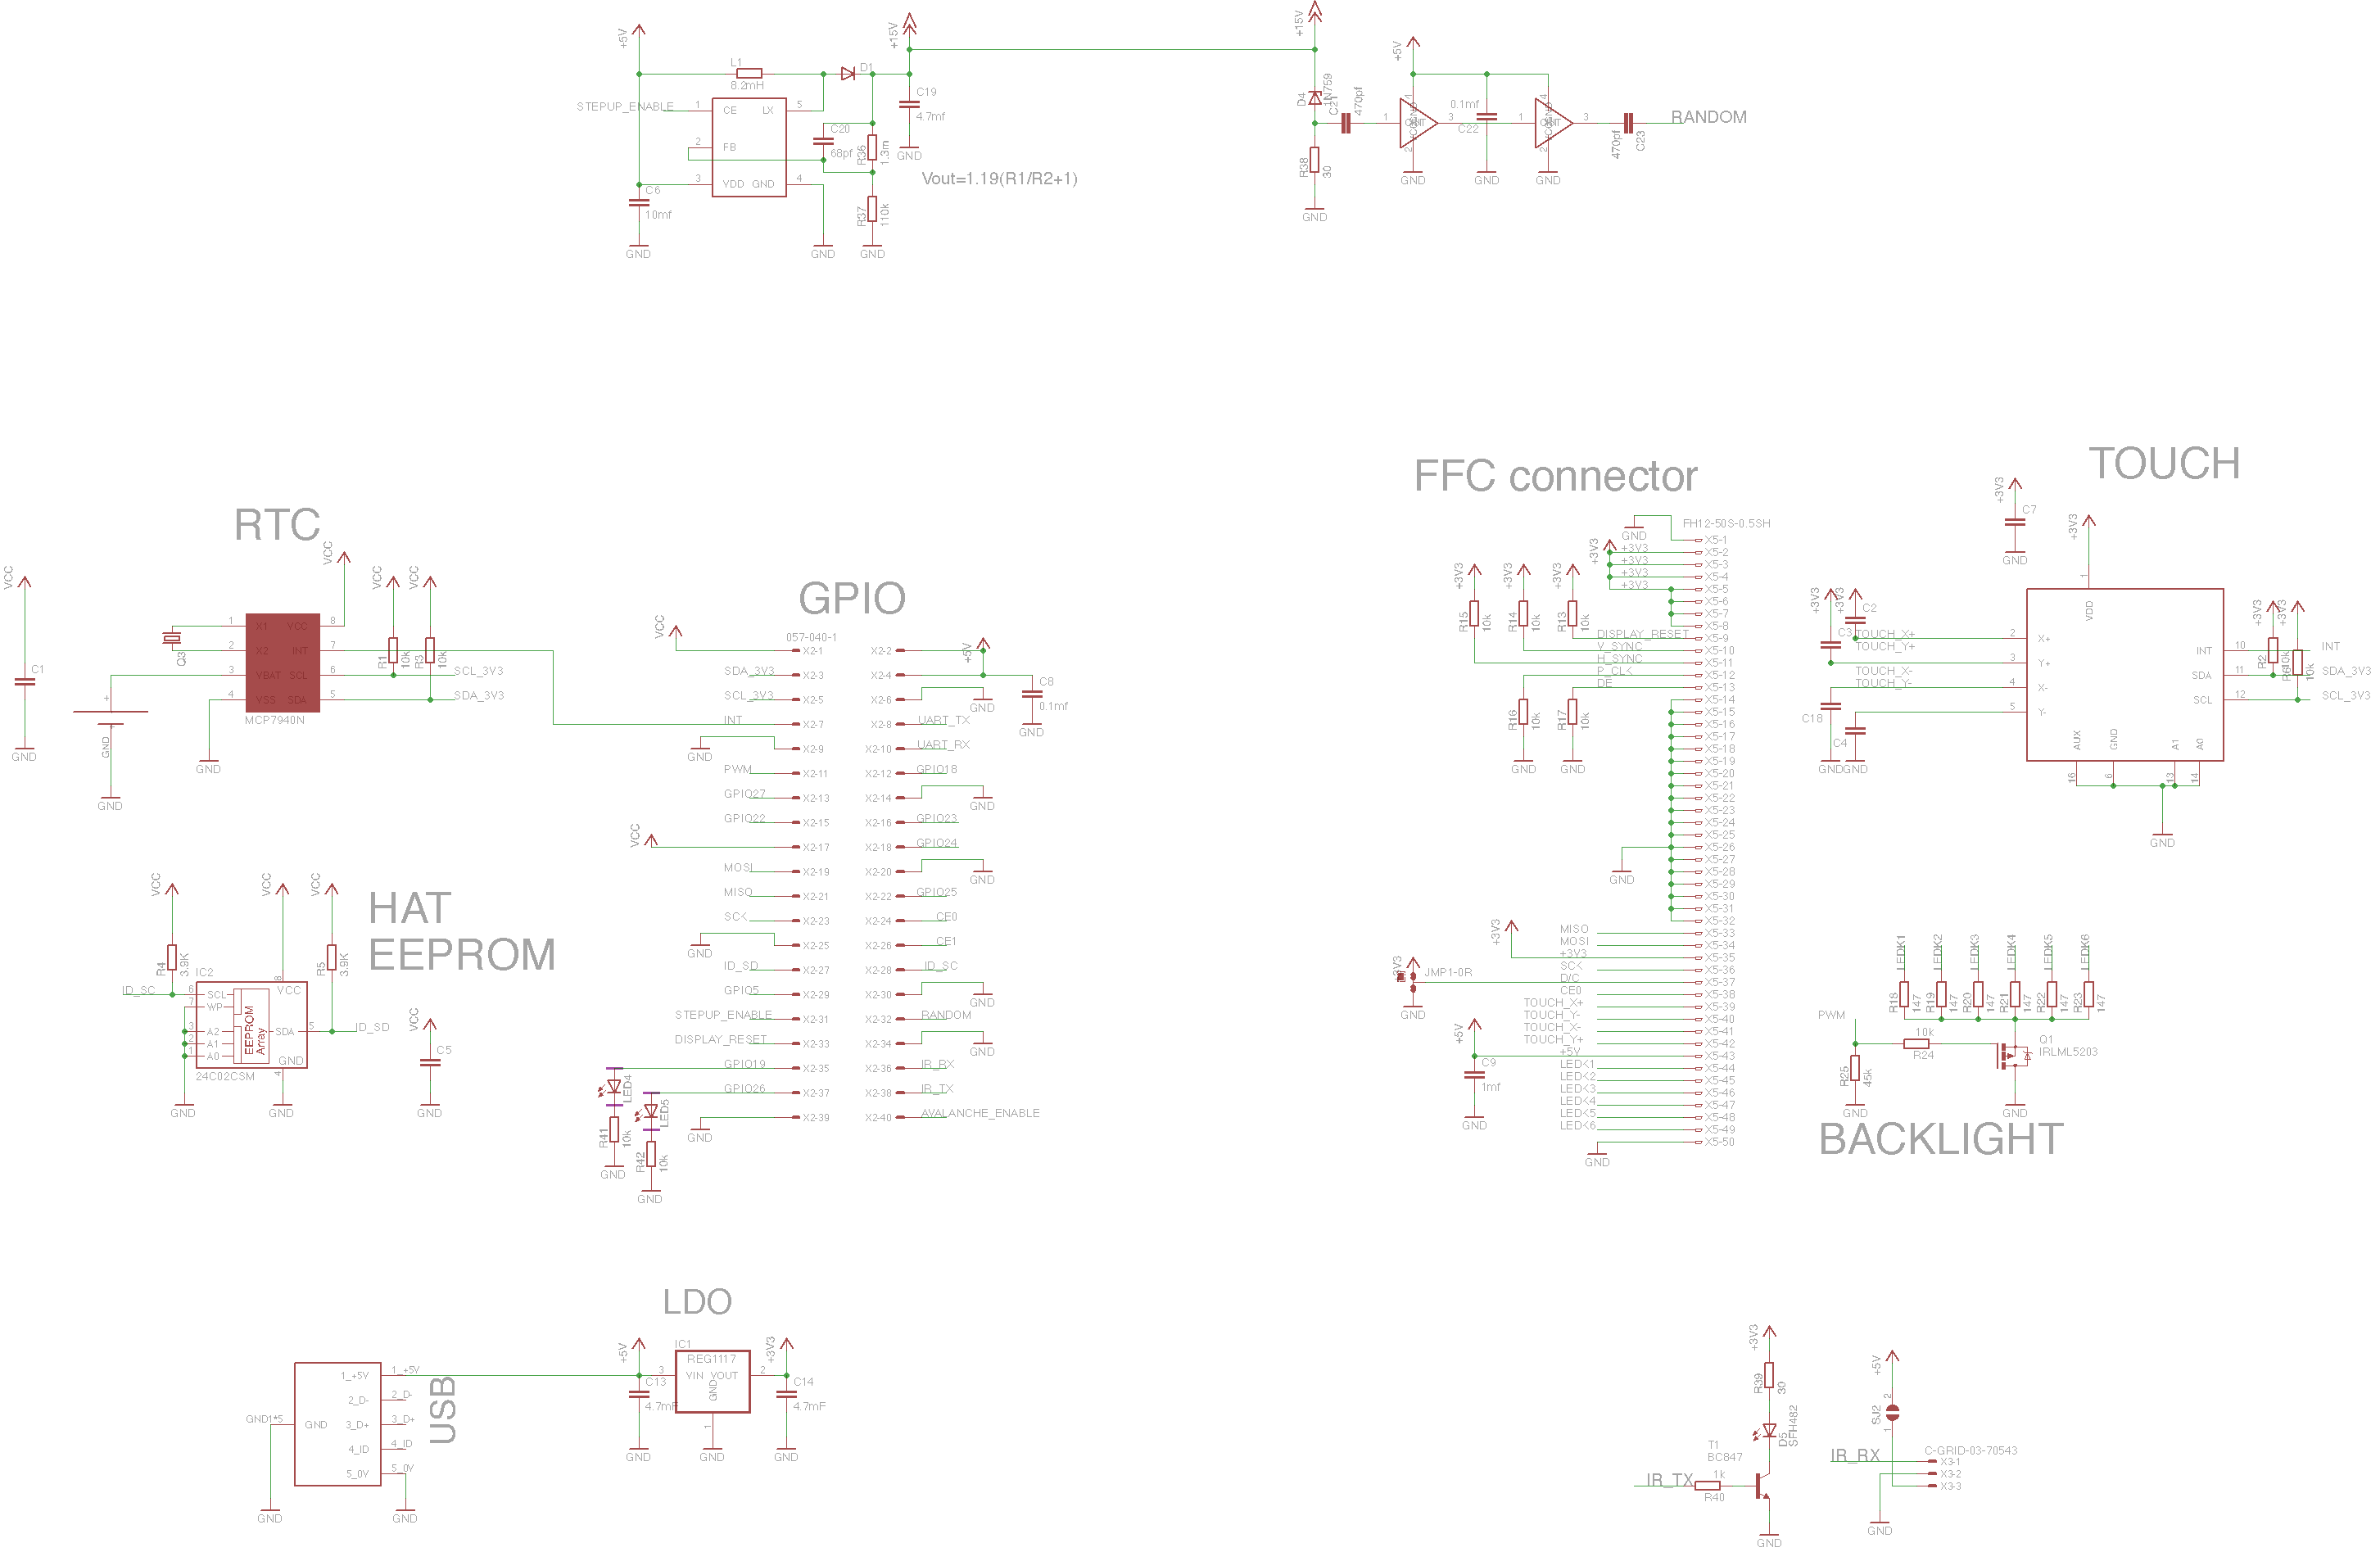 +5V
+15V
L1
8.2mH
D1
STEPUP_ENABLE
1
CE
LX
5
2
FB
3
VDD
GND
4
C6
10mf
GND
C20
68pf
GND
R36
1.3m
R37
110k
GND
C19
4.7mf
GND
Vout=1.19(R1/R2+1)
+15V
D4
1N759
C21
470pf
R38
30
GND
+5V
1
3
2
GND
0.1mf
C22
GND
1
3
4
2
GND
470pf
C23
RANDOM
RTC
VCC
C1
GND
Q3
GND
+
1
X1
2
X2
3
VBAT
4
VSS
VCC
8
INT
7
SCL
6
SDA
5
MCP7940N
GND
VCC
VCC
VCC
R1
10k
R3
10k
SCL_3V3
SDA_3V3
GND
GPIO
057-040-1
VCC
X2-1
X2-2
+5V
SDA_3V3
X2-3
X2-4
SCL_3V3
X2-5
X2-6
GND
C8
0.1mf
GND
INT
X2-7
X2-8
UART_TX
GND
X2-9
X2-10
UART_RX
PWM
X2-11
X2-12
GPIO18
GPIO27
X2-13
X2-14
GND
GPIO22
X2-15
X2-16
GPIO23
VCC
X2-17
X2-18
GPIO24
MOSI
X2-19
X2-20
GND
MISO
X2-21
X2-22
GPIO25
SCK
X2-23
X2-24
CE0
GND
X2-25
X2-26
CE1
ID_SD
X2-27
X2-28
ID_SC
GPIO5
X2-29
X2-30
GND
STEPUP_ENABLE
X2-31
X2-32
RANDOM
DISPLAY_RESET
X2-33
X2-34
GND
GPIO19
X2-35
X2-36
IR_RX
GPIO26
X2-37
X2-38
IR_TX
GND
X2-39
X2-40
AVALANCHE_ENABLE
LED4
R41
10k
GND
LED5
R42
10k
GND
HAT
EEPROM
VCC
VCC
VCC
R4
3.9K
R5
3.9K
IC2
ID_SC
6
SCL
7
WP
3
A2
2
A1
1
A0
EEPROM
Array
8
VCC
SDA
5
GND
4
ID_SD
24C02CSM
GND
GND
VCC
C5
GND
FFC connector
FH12-50S-0.5SH
GND
X5-1
+3V3
+3V3
X5-2
+3V3
X5-3
+3V3
X5-4
+3V3
X5-5
X5-6
X5-7
X5-8
DISPLAY_RESET
X5-9
V_SYNC
X5-10
H_SYNC
X5-11
P_CLK
X5-12
DE
X5-13
X5-14
X5-15
X5-16
X5-17
X5-18
X5-19
X5-20
X5-21
X5-22
X5-23
X5-24
X5-25
X5-26
X5-27
X5-28
X5-29
X5-30
X5-31
X5-32
MISO
X5-33
MOSI
X5-34
+3V3
X5-35
SCK
X5-36
D/C
X5-37
CE0
X5-38
TOUCH_X+
X5-39
TOUCH_Y-
X5-40
TOUCH_X-
X5-41
TOUCH_Y+
X5-42
+5V
X5-43
LEDK1
X5-44
LEDK2
X5-45
LEDK3
X5-46
LEDK4
X5-47
LEDK5
X5-48
LEDK6
X5-49
X5-50
GND
+3V3
R15
10k
+3V3
R14
10k
+3V3
R13
10k
R16
10k
GND
R17
10k
GND
GND
+3V3
JMP1-0R
GND
+3V3
+5V
C9
1mf
GND
TOUCH
+3V3
C7
GND
+3V3
1
VDD
+3V3
+3V3
C2
C3
TOUCH_X+
TOUCH_Y+
TOUCH_X-
TOUCH_Y-
C18
C4
GND
GND
2
X+
3
Y+
4
X-
5
Y-
INT
10
SDA
11
SCL
12
AUX
GND
A1
A0
16
6
13
14
GND
+3V3
+3V3
R2
10k
10k
INT
SDA_3V3
SCL_3V3
LEDK1
LEDK2
LEDK3
LEDK4
LEDK5
LEDK6
R18
147
R19
147
R20
147
R21
147
R22
147
R23
147
PWM
10k
R24
R25
45k
GND
Q1
IRLML5203
GND
BACKLIGHT
LDO
USB
GND1*5
GND
1_+5V
2_D-
3_D+
4_ID
5_0V
1_+5V
2_D-
3_D+
4_ID
5_0V
GND
GND
+5V
C13
4.7mF
GND
IC1
REG1117
3
VIN
VOUT
2
GND
1
GND
+3V3
C14
4.7mF
GND
+3V3
R39
30
D5
SFH482
T1
BC847
IR_TX
1k
R40
GND
+5V
SJ2
2
1
IR_RX
C-GRID-03-70543
X3-1
X3-2
X3-3
GND